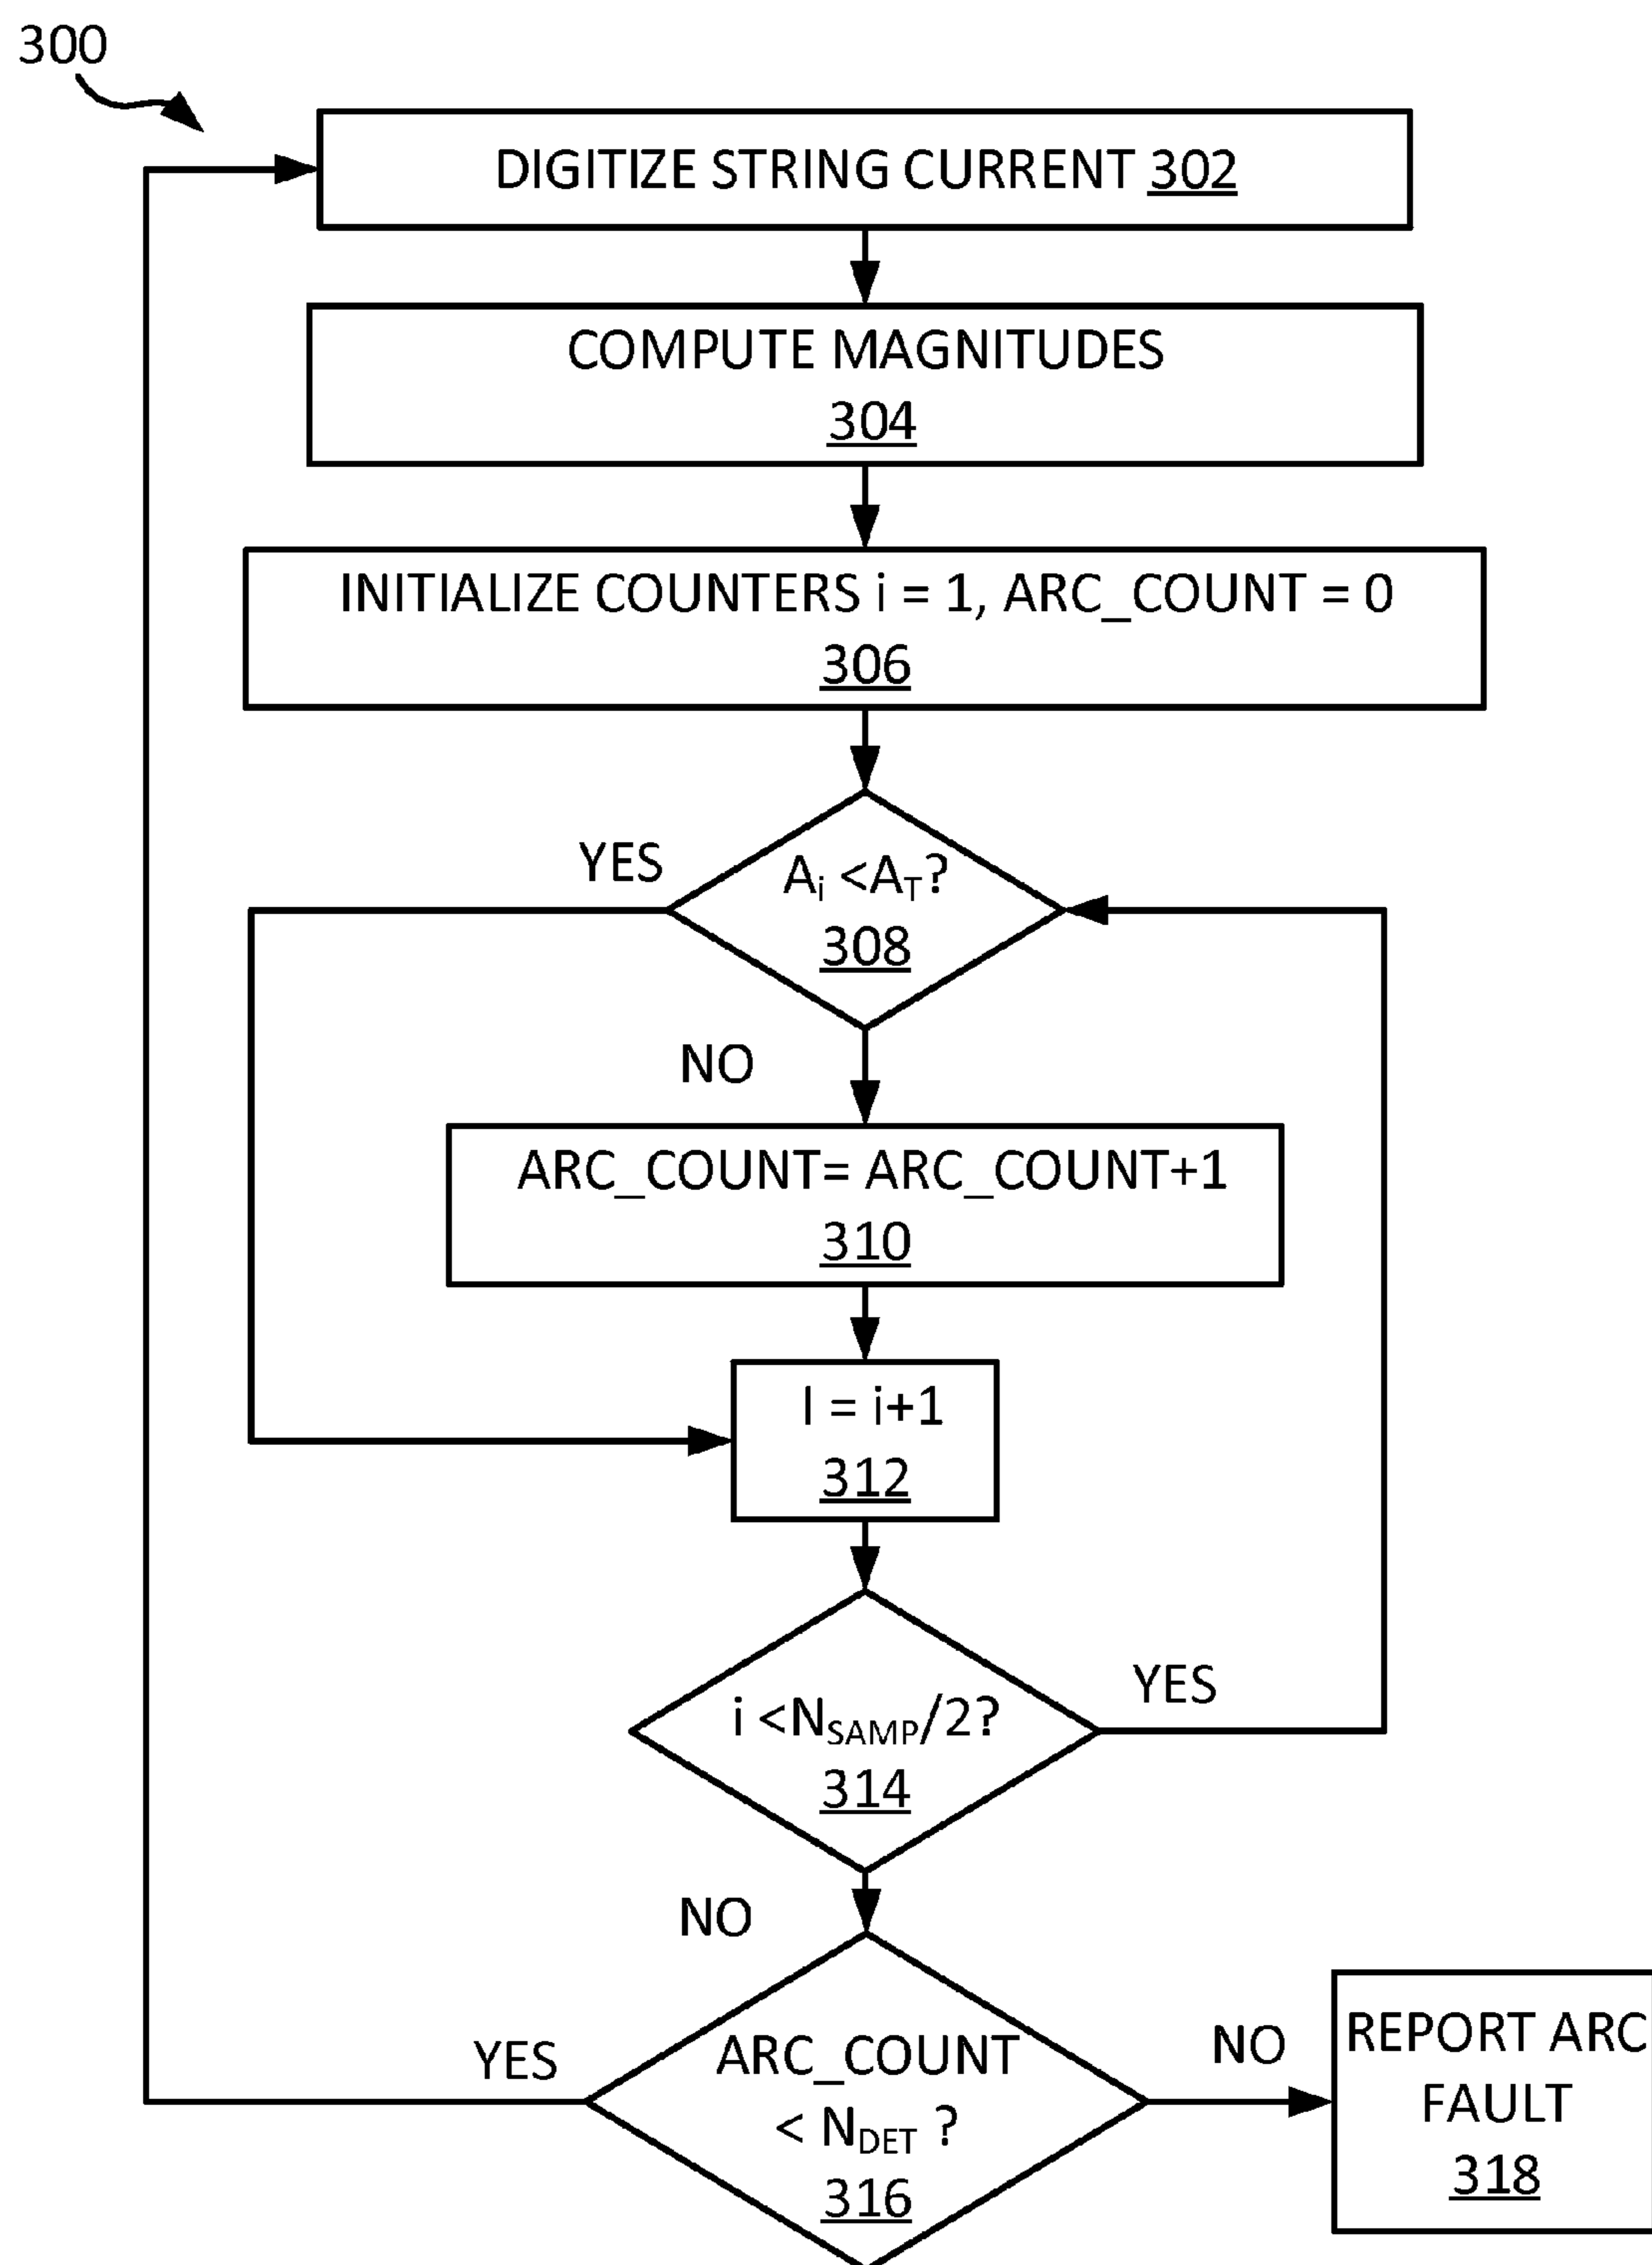 300
DIGITIZE STRING CURRENT 302
COMPUTE MAGNITUDES
304
INITIALIZE COUNTERS i = 1, ARC_COUNT = 0
306
YES
Ai <AT?
308
NO
ARC_COUNT= ARC_COUNT+1
310
I = i+1
312
YES
i <NSAMP/2?
314
NO
YES
ARC_COUNT
< NDET ?
316
NO
REPORT ARC
FAULT
318